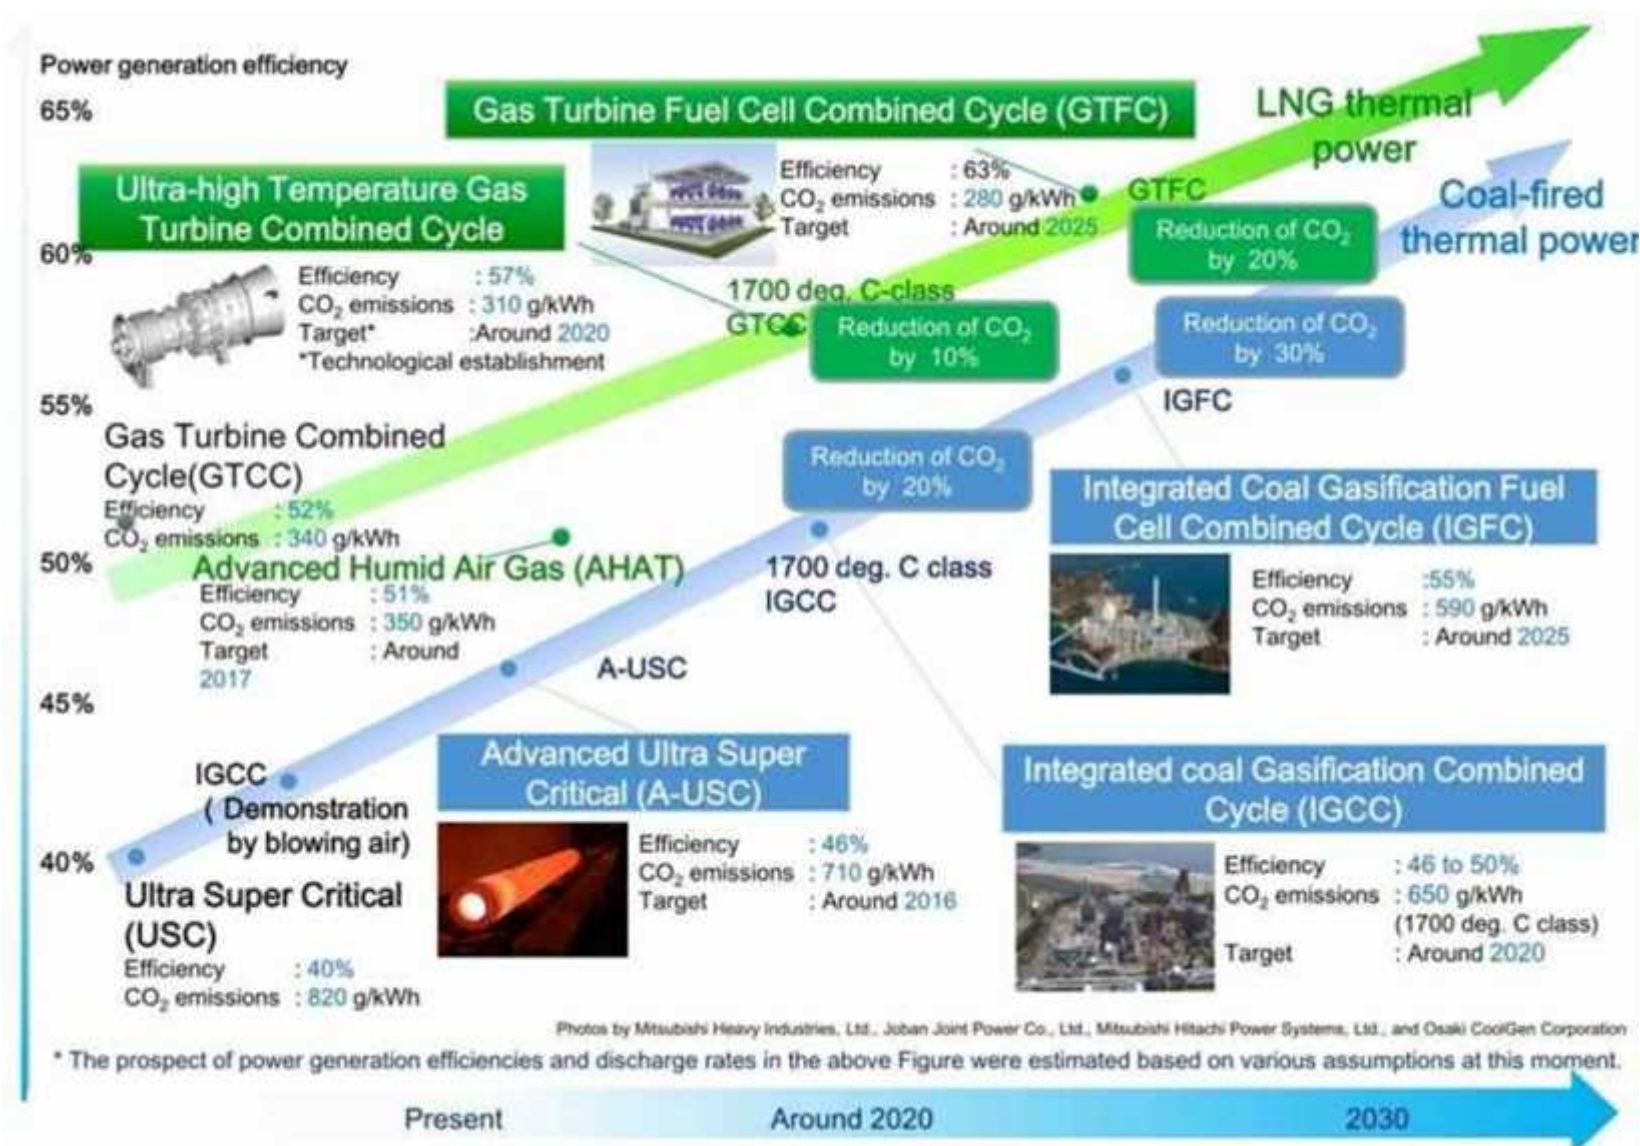 Power generation efficiency
65%
60%
55%
50%
45%
40%
Gas Turbine Fuel Cell Combined Cycle (GTFC)
Efficiency : 63%
CO₂ emissions : 280 g/kWh
Target : Around 2025
LNG thermal
power
GTFC
Reduction of CO₂
by 20%
Coal-fired
thermal power
Ultra-high Temperature Gas
Turbine Combined Cycle
Efficiency : 57%
CO₂ emissions : 310 g/kWh
Target* :Around 2020
*Technological establishment
1700 deg. C-class
GTCC
Reduction of CO₂
by 10%
Reduction of CO₂
by 30%
IGFC
Gas Turbine Combined
Cycle(GTCC)
Efficiency : 52%
CO₂ emissions : 340 g/kWh
Advanced Humid Air Gas (AHAT)
Efficiency : 51%
CO₂ emissions : 350 g/kWh
Target : Around
2017
Reduction of CO₂
by 20%
1700 deg. C class
IGCC
Integrated Coal Gasification Fuel
Cell Combined Cycle (IGFC)
Efficiency :55%
CO₂ emissions : 590 g/kWh
Target : Around 2025
A-USC
Advanced Ultra Super
Critical (A-USC)
Efficiency : 46%
CO₂ emissions : 710 g/kWh
Target : Around 2016
Integrated coal Gasification Combined
Cycle (IGCC)
Efficiency : 46 to 50%
CO₂ emissions : 650 g/kWh
(1700 deg. C class)
Target : Around 2020
IGCC
( Demonstration
by blowing air)
Ultra Super Critical
(USC)
Efficiency : 40%
CO₂ emissions : 820 g/kWh
Photos by Mitsubishi Heavy Industries, Ltd., Joban Joint Power Co., Ltd., Mitsubishi Hitachi Power Systems, Ltd., and Osaki CoolGen Corporation
* The prospect of power generation efficiencies and discharge rates in the above Figure were estimated based on various assumptions at this moment.
Present
Around 2020
2030